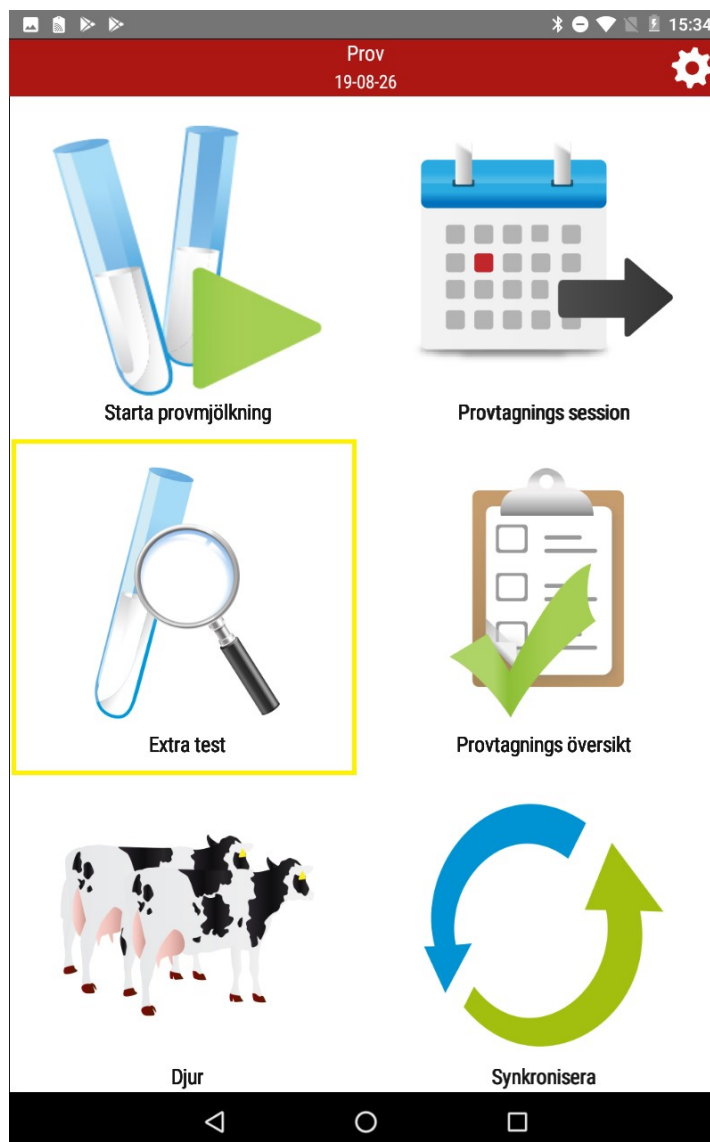 15:34
Prov
19-08-26
Starta provmjölkning
Provtagnings session
Extra test
Provtagnings översikt
Djur
Synkronisera